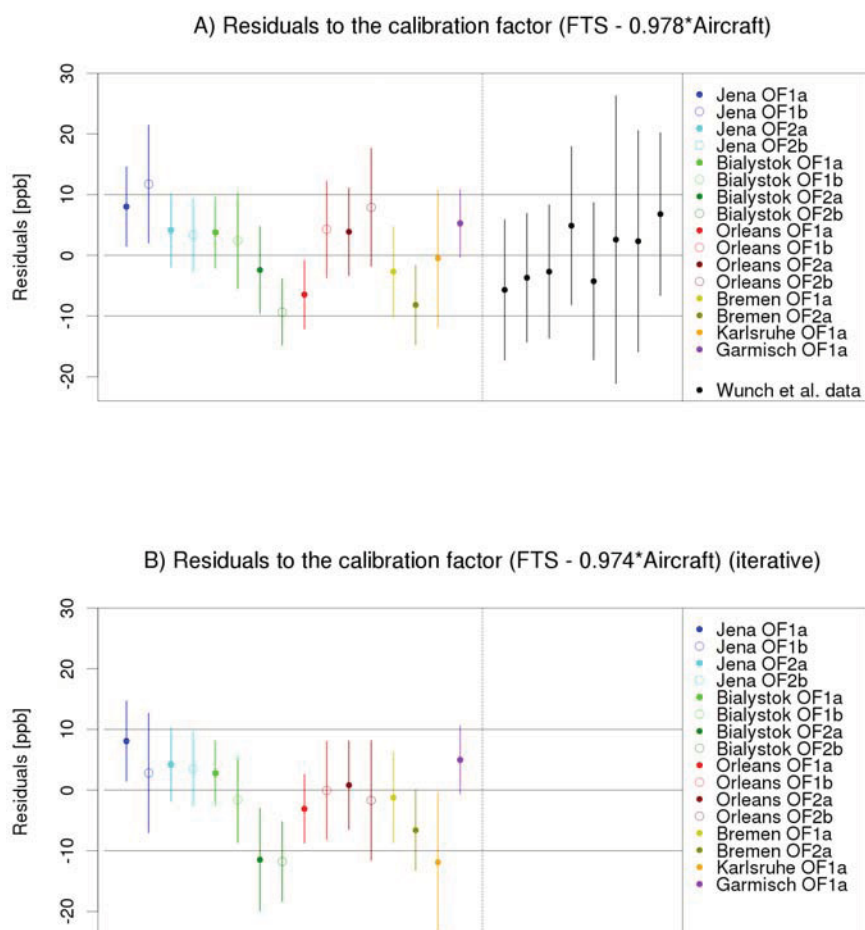 A) Residuals to the calibration factor (FTS - 0.978*Aircraft)
Residuals [ppb]
30
20
10
0
-10
-20
Jena OF1a
Jena OF1b
Jena OF2a
Jena OF2b
Bialystok OF1a
Bialystok OF1b
Bialystok OF2a
Bialystok OF2b
Orleans OF1a
Orleans OF1b
Orleans OF2a
Orleans OF2b
Bremen OF1a
Bremen OF2a
Karlsruhe OF1a
Garmisch OF1a
Wunch et al. data
B) Residuals to the calibration factor (FTS - 0.974*Aircraft) (iterative)
Residuals [ppb]
30
20
10
0
-10
-20
Jena OF1a
Jena OF1b
Jena OF2a
Jena OF2b
Bialystok OF1a
Bialystok OF1b
Bialystok OF2a
Bialystok OF2b
Orleans OF1a
Orleans OF1b
Orleans OF2a
Orleans OF2b
Bremen OF1a
Bremen OF2a
Karlsruhe OF1a
Garmisch OF1a